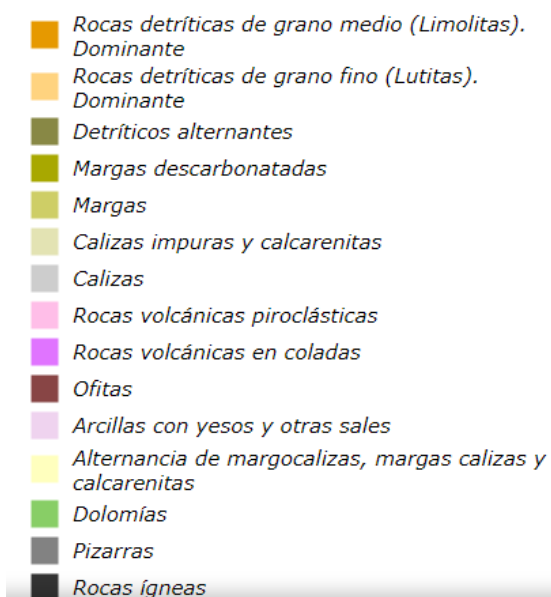 Rocas detríticas de grano medio (Limolitas).
Dominante
Rocas detríticas de grano fino (Lutitas).
Dominante
Detríticos alternantes
Margas descarbonatadas
Margas
Calizas impuras y calcarenitas
Calizas
Rocas volcánicas piroclásticas
Rocas volcánicas en coladas
Ofitas
Arcillas con yesos y otras sales
Alternancia de margocalizas, margas calizas y
calcarenitas
Dolomías
Pizarras
Rocas ígneas